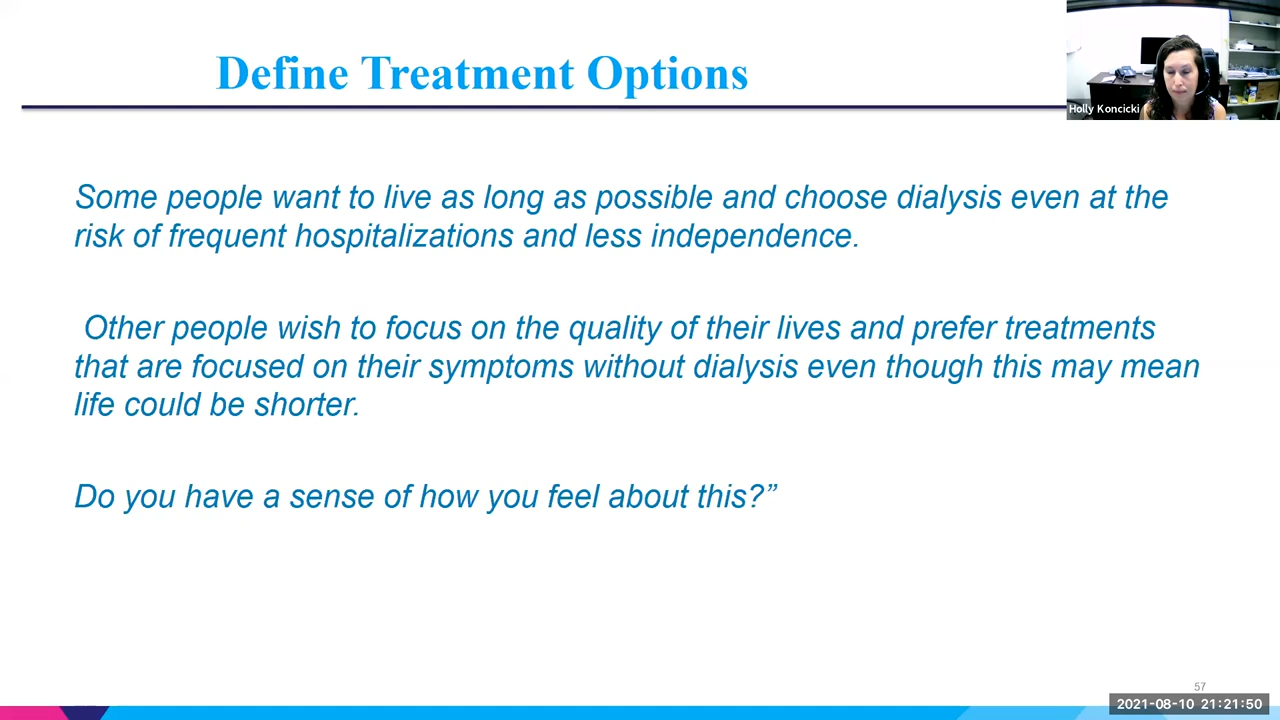 Define Treatment Options
Holly Koncicki
Some people want to live as long as possible and choose dialysis even at the
risk of frequent hospitalizations and less independence.
Other people wish to focus on the quality of their lives and prefer treatments
that are focused on their symptoms without dialysis even though this may mean
life could be shorter.
Do you have a sense of how you feel about this?”
57
2021-08-10 21:21:50